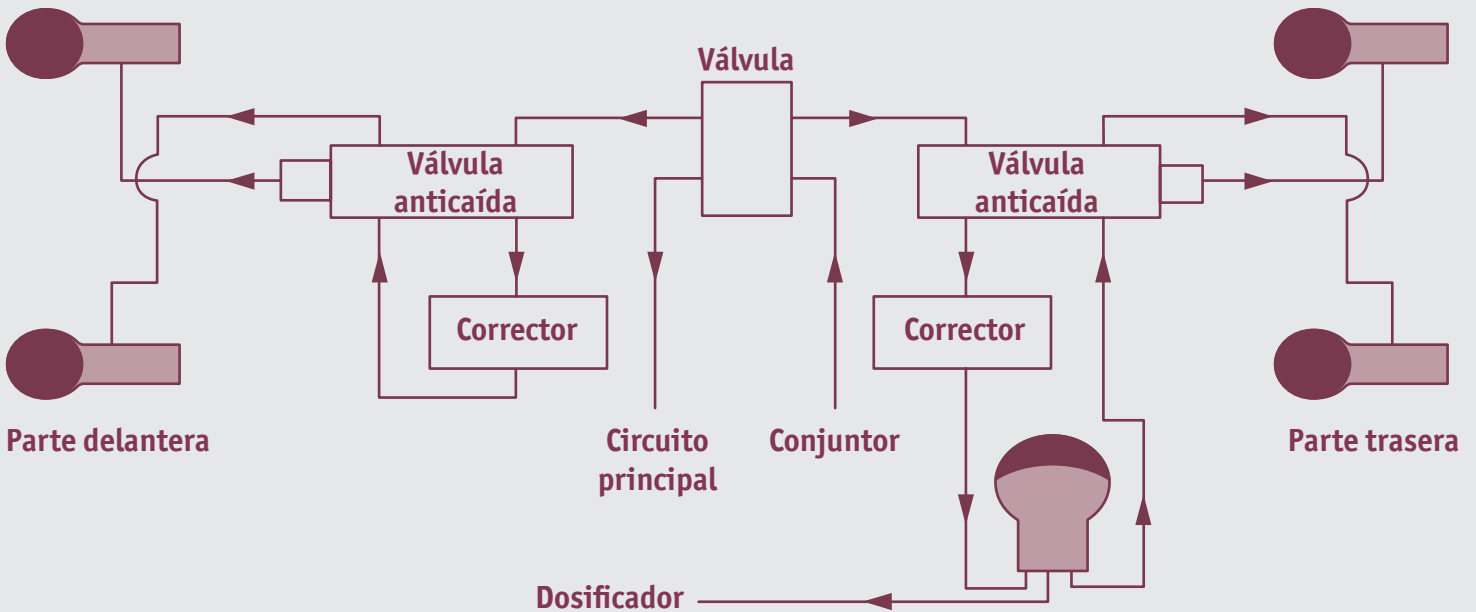 Válvula
Válvula
anticaída
Válvula
anticaída
Corrector
Corrector
Parte delantera
Circuito
principal
Conjuntor
Parte trasera
Dosificador